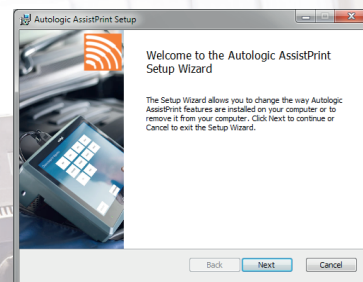 Autologic AssistPrint Setup
Welcome to the Autologic AssistPrint
Setup Wizard
The Setup Wizard allows you to change the way Autologic
AssistPrint features are installed on your computer or to
remove it from your computer. Click Next to continue or
Cancel to exit the Setup Wizard.
Back Next Cancel